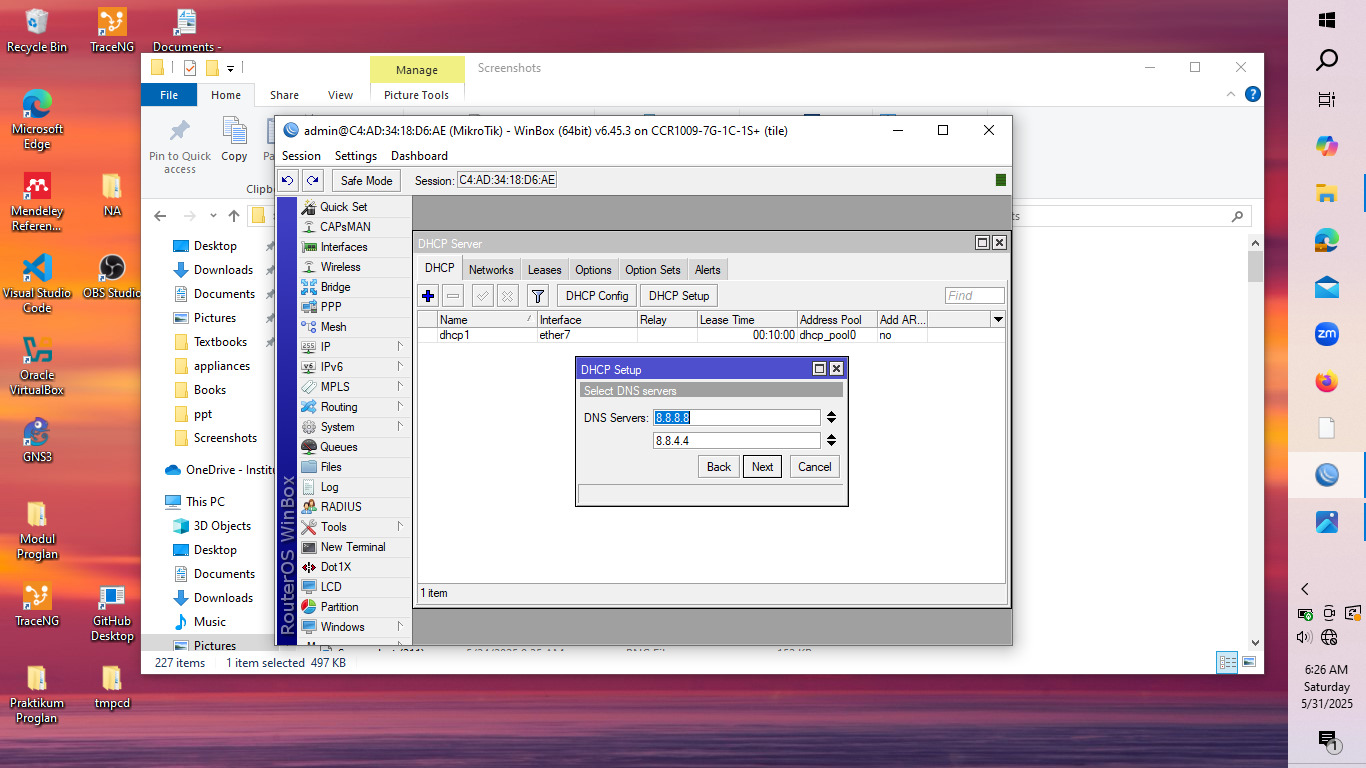 Recycle Bin
TraceNG
Documents -
Microsoft
Edge
Mendeley
Referen...
NA
Visual Studio
Code
OBS Studio
Oracle
VirtualBox
GNS3
Modul
Proglan
TraceNG
GitHub
Desktop
Praktikum
Proglan
tmpcd
Manage
Screenshots
File
Home
Share
View
Picture Tools
Pin to Quick
access
Copy
Pa
Clipb
Desktop
Downloads
Documents
Pictures
Textbooks
appliances
Books
ppt
Screenshots
OneDrive - Institu
This PC
3D Objects
Desktop
Documents
Downloads
Music
Pictures
227 items
1 item selected 497 KB
admin@C4:AD:34:18:D6:AE (MikroTik) - WinBox (64bit) v6.45.3 on CCR1009-7G-1C-1S+ (tile)
Session Settings Dashboard
Safe Mode
Session: C4:AD:34:18:D6:AE
RouterOS WinBox
Quick Set
CAPsMAN
Interfaces
Wireless
Bridge
PPP
Mesh
IP
IPv6
MPLS
Routing
System
Queues
Files
Log
RADIUS
Tools
New Terminal
Dot1X
LCD
Partition
Windows
DHCP Server
DHCP Networks Leases Options Option Sets Alerts
DHCP Config DHCP Setup Find
Name Interface Relay Lease Time Address Pool Add AR...
dhcp1 ether7 00:10:00 dhcp_pool0 no
DHCP Setup
Select DNS servers
DNS Servers: 8.8.8.8
8.8.4.4
Back Next Cancel
1 item
zm
6:26 AM
Saturday
5/31/2025
1